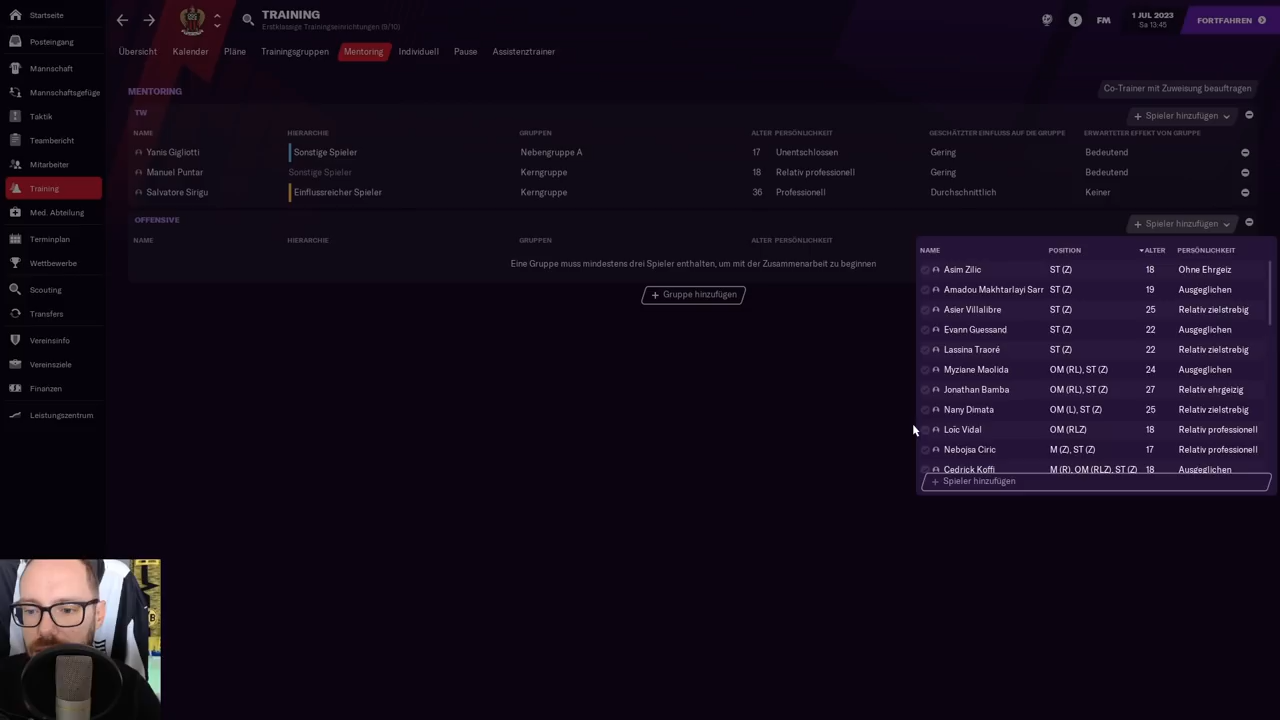 Startseite
Posteingang
Mannschaft
Mannschaftsgefüge
Taktik
Teambericht
Mitarbeiter
Training
Med. Abteilung
Terminplan
Wettbewerbe
Scouting
Transfers
Vereinsinfo
Vereinsziele
Finanzen
Leistungszentrum
TRAINING
Erstklassige Trainingseinrichtungen (9/10)
FM
1 JUL 2023
Sa 13:45
FORTFAHREN
Übersicht Kalender Pläne Trainingsgruppen Mentoring Individuell Pause Assistenztrainer
MENTORING
Co-Trainer mit Zuweisung beauftragen
TW
Spieler hinzufügen
NAME HIERARCHIE GRUPPEN ALTER PERSÖNLICHKEIT GESCHÄTZTER EINFLUSS AUF DIE GRUPPE ERWARTETER EFFEKT VON GRUPPE
Yanis Gigliotti Sonstige Spieler Nebengruppe A 17 Unentschlossen Gering Bedeutend
Manuel Puntar Sonstige Spieler Kerngruppe 18 Relativ professionell Gering Bedeutend
Salvatore Sirigu Einflussreicher Spieler Kerngruppe 36 Professionell Durchschnittlich Keiner
OFFENSIVE
Spieler hinzufügen
NAME HIERARCHIE GRUPPEN ALTER PERSÖNLICHKEIT
Eine Gruppe muss mindestens drei Spieler enthalten, um mit der Zusammenarbeit zu beginnen
Gruppe hinzufügen
NAME POSITION ALTER PERSÖNLICHKEIT
Asim Zilic ST (Z) 18 Ohne Ehrgeiz
Amadou Makhtarlayi Sarr ST (Z) 19 Ausgeglichen
Asier Villalibre ST (Z) 25 Relativ zielstrebig
Evann Guessand ST (Z) 22 Ausgeglichen
Lassina Traoré ST (Z) 22 Relativ zielstrebig
Myziane Maolida OM (RL), ST (Z) 24 Ausgeglichen
Jonathan Bamba OM (RL), ST (Z) 27 Relativ ehrgeizig
Nany Dimata OM (L), ST (Z) 25 Relativ zielstrebig
Loïc Vidal OM (RLZ) 18 Relativ professionell
Nebojsa Ciric M (Z), ST (Z) 17 Relativ professionell
Cedrick Koffi M (R), OM (RLZ), ST (Z) 18 Ausgeglichen
Spieler hinzufügen